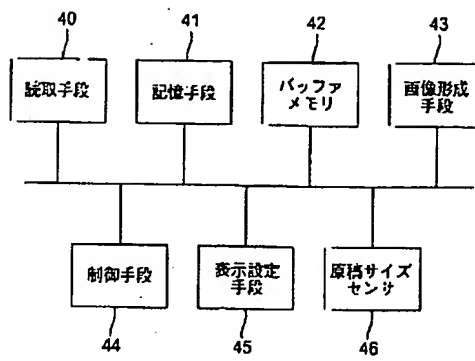 40
41
42
43
読取手段
記憶手段
バッファ
メモリ
画像形成
手段
制御手段
表示設定
手段
原稿サイズ
センサ
44
45
46